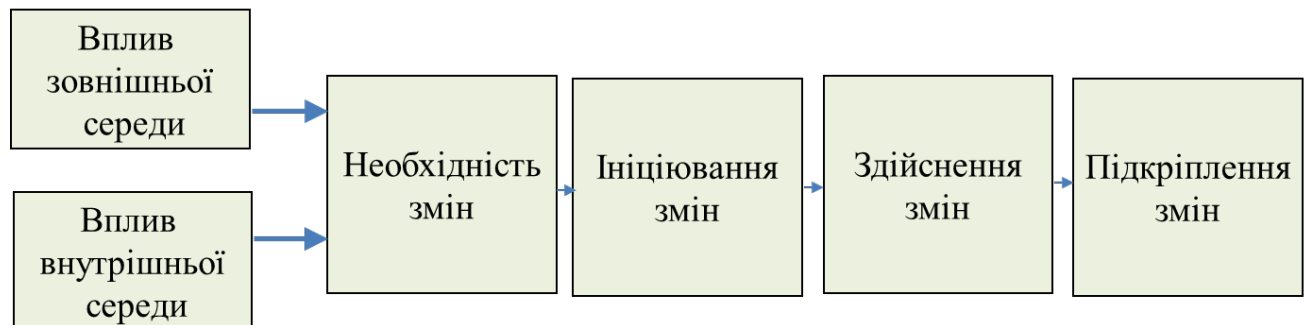 Вплив
зовнішньої
середи
Вплив
внутрішньої
середи
Необхідність
змін
Ініціювання
змін
Здійснення
змін
Підкріплення
змін